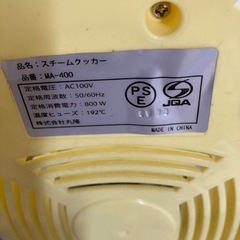 品名：スチームクッカー
品番：MA-400
定格電圧：AC100V
定格周波数：50/60Hz
定格消費電力：800W
温度ヒューズ：192℃
株式会社丸隆
PS
E
JQA
MADE IN CHINA